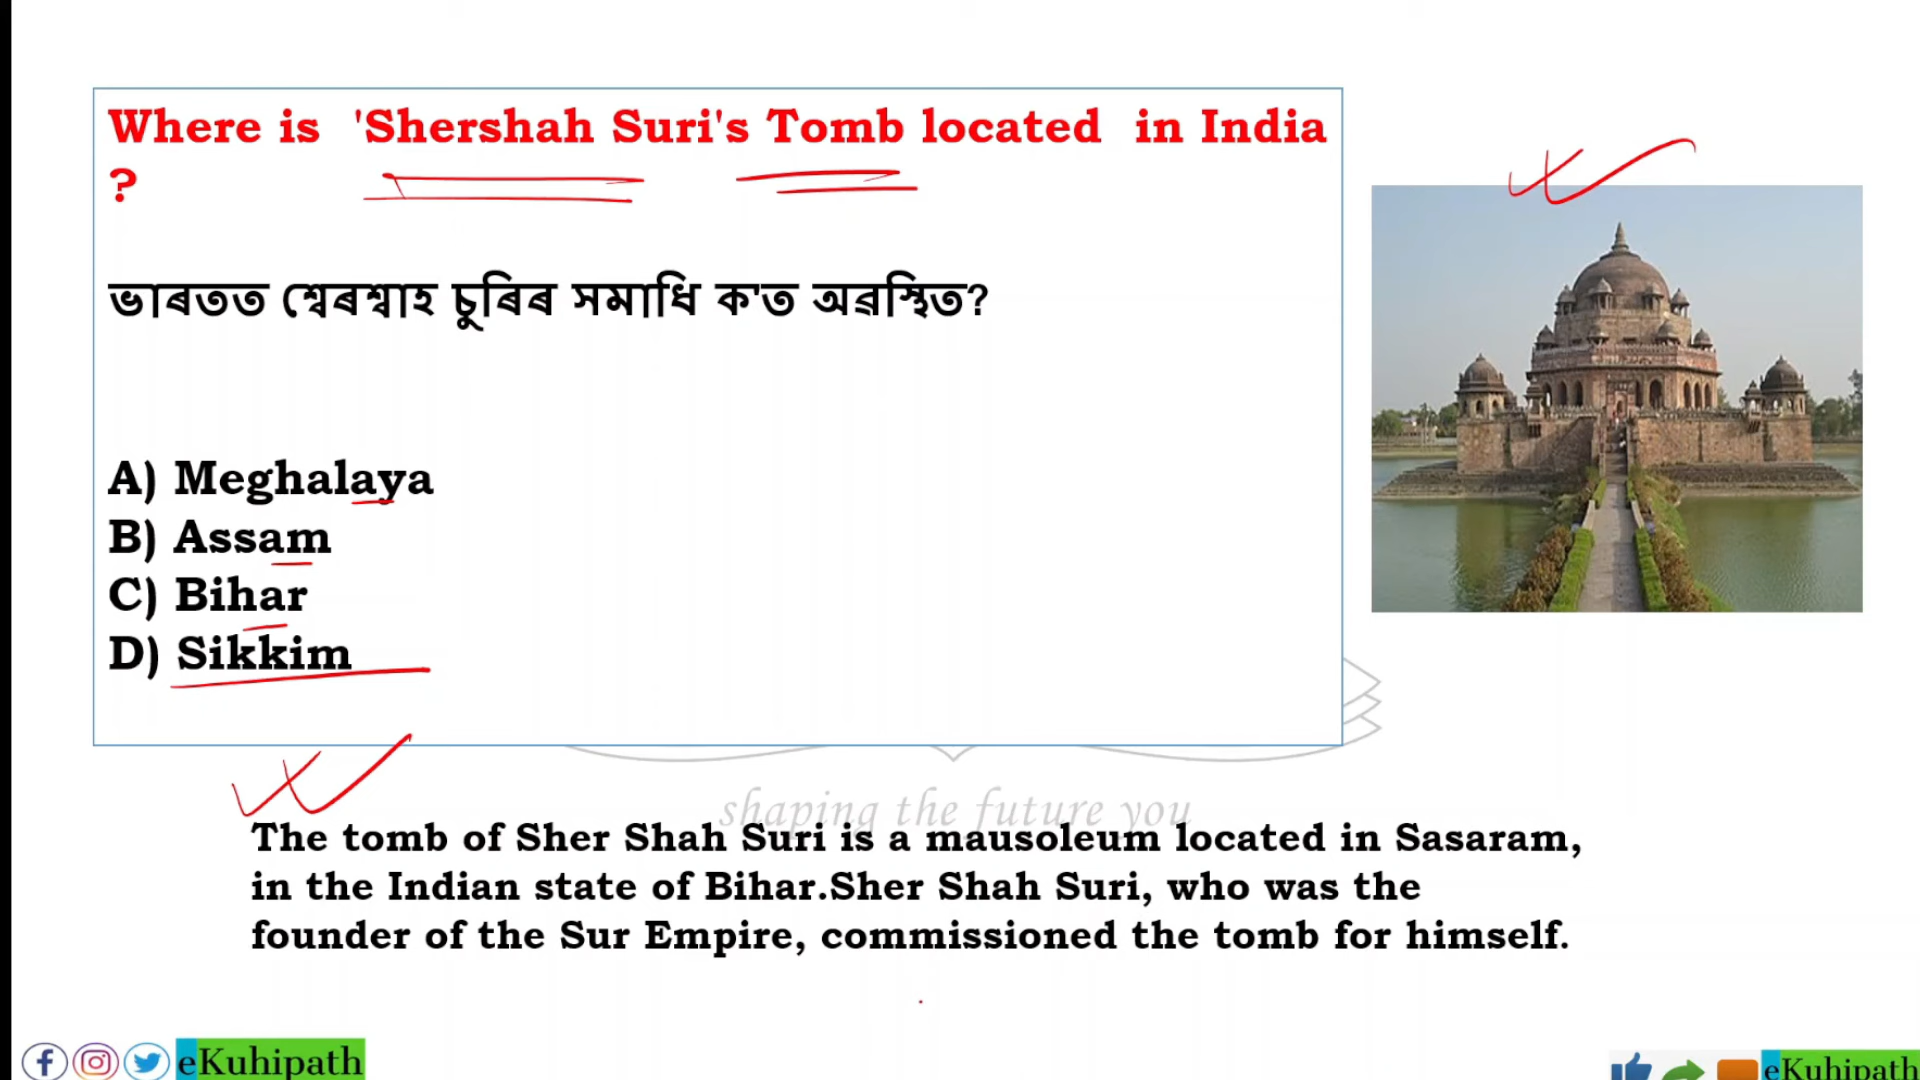 Where is 'Shershah Suri's Tomb located in India
?
ভাৰতত শ্বেৰশ্বাহ চুৰিৰ সমাধি ক'ত অৱস্থিত?
A) Meghalaya
B) Assam
C) Bihar
D) Sikkim
shaping the future you
The tomb of Sher Shah Suri is a mausoleum located in Sasaram,
in the Indian state of Bihar.Sher Shah Suri, who was the
founder of the Sur Empire, commissioned the tomb for himself.
eKuhipath
eKuhipath